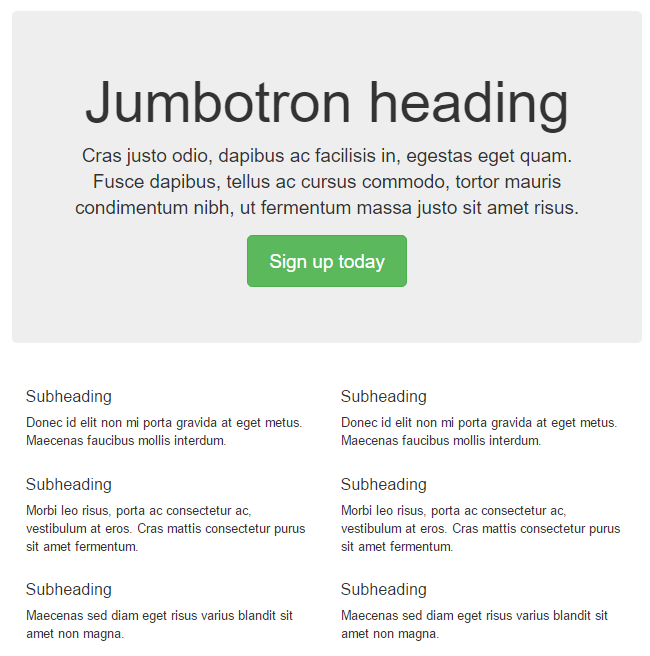 Jumbotron heading
Cras justo odio, dapibus ac facilisis in, egestas eget quam.
Fusce dapibus, tellus ac cursus commodo, tortor mauris
condimentum nibh, ut fermentum massa justo sit amet risus.
Sign up today
Subheading
Donec id elit non mi porta gravida at eget metus.
Maecenas faucibus mollis interdum.
Subheading
Morbi leo risus, porta ac consectetur ac,
vestibulum at eros. Cras mattis consectetur purus
sit amet fermentum.
Subheading
Maecenas sed diam eget risus varius blandit sit
amet non magna.
Subheading
Donec id elit non mi porta gravida at eget metus.
Maecenas faucibus mollis interdum.
Subheading
Morbi leo risus, porta ac consectetur ac,
vestibulum at eros. Cras mattis consectetur purus
sit amet fermentum.
Subheading
Maecenas sed diam eget risus varius blandit sit
amet non magna.